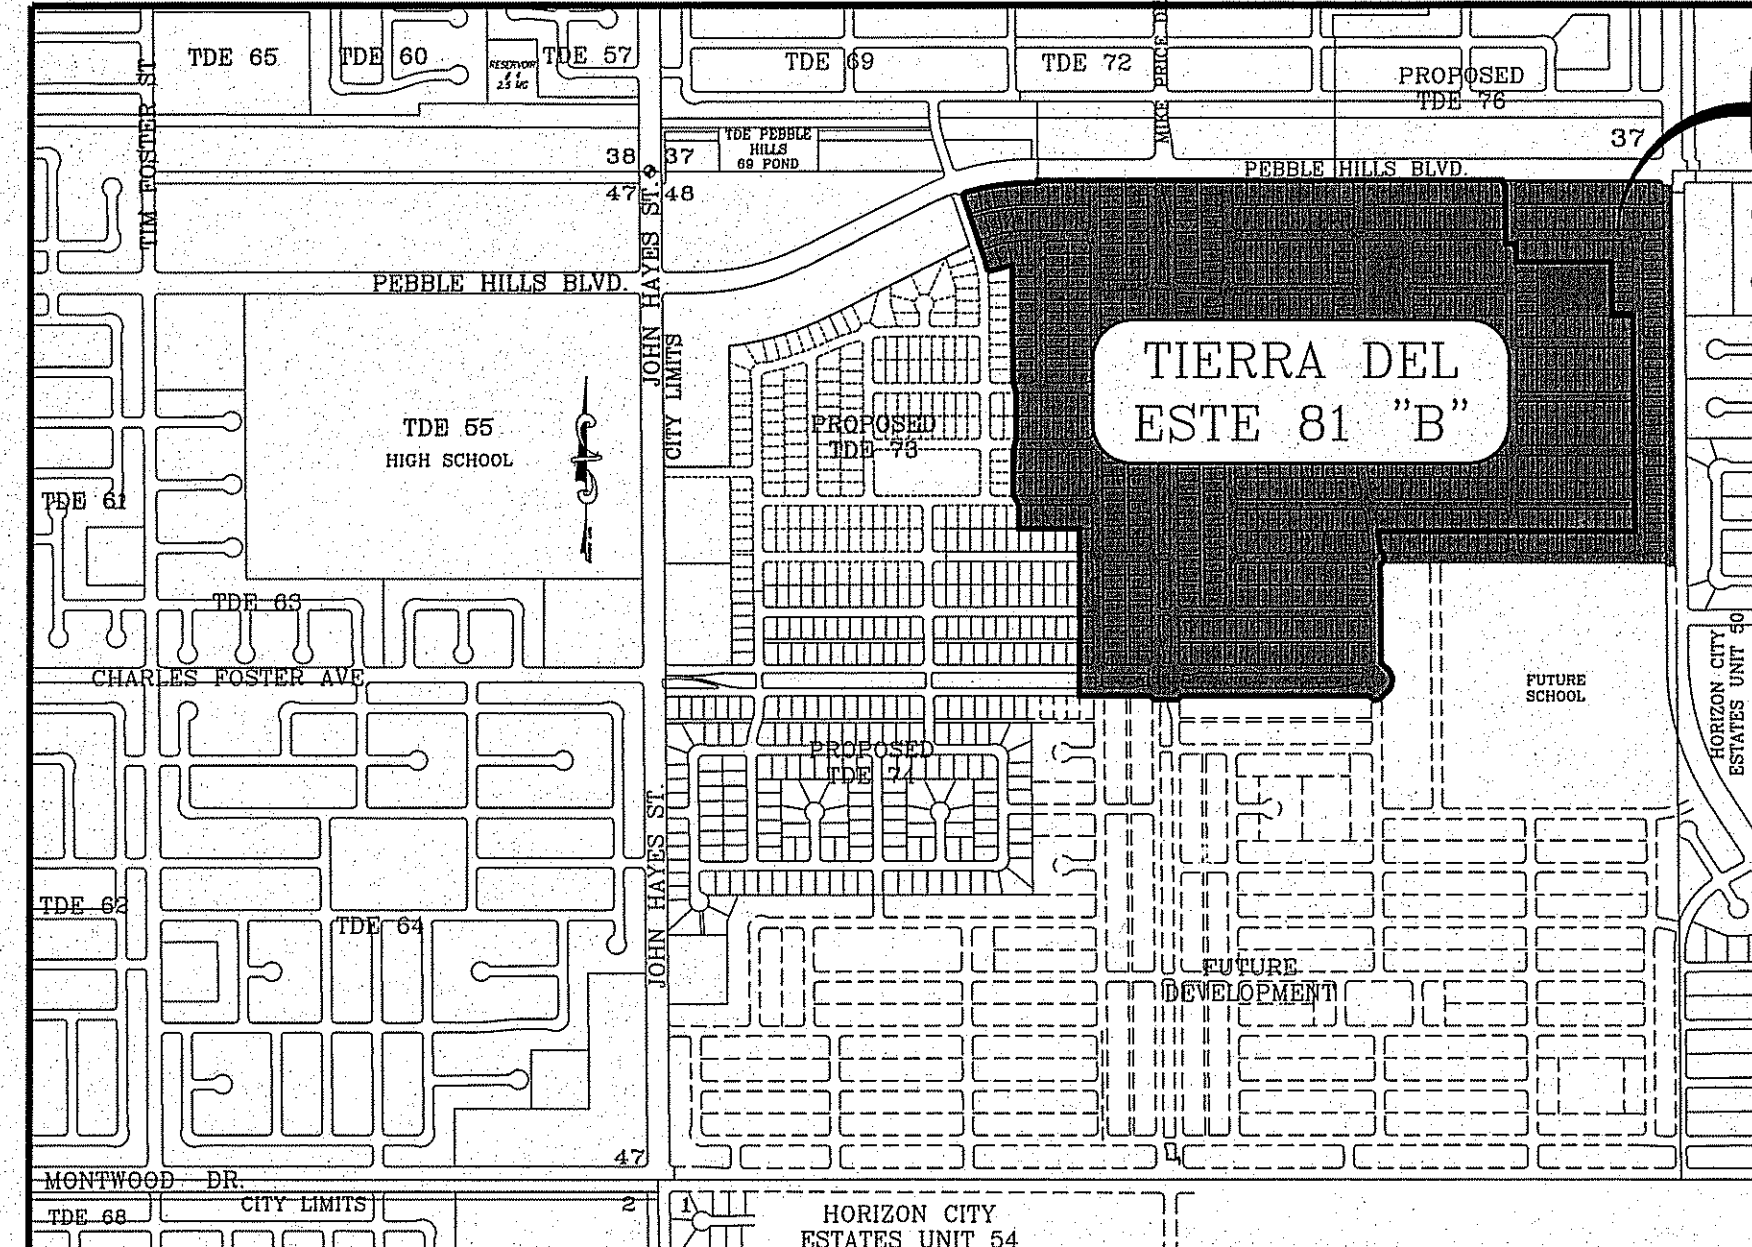 TDE 65
TDE 60
RESERVOIR
# 1
2.5 MG
TDE 57
TDE 69
TDE 72
MIKE PRICE D
PROPOSED
TDE 76
TIM FOSTER ST
38
37
TDE PEBBLE
HILLS
69 POND
37
47
48
PEBBLE HILLS BLVD.
PEBBLE HILLS BLVD.
JOHN HAYES ST.
CITY LIMITS
TIERRA DEL
ESTE 81 "B"
TDE 55
HIGH SCHOOL
PROPOSED
TDE 73
TDE 61
TDE 63
CHARLES FOSTER AVE
FUTURE
SCHOOL
HORIZON CITY
ESTATES UNIT 50
PROPOSED
TDE 74
JOHN HAYES ST.
TDE 62
TDE 64
FUTURE
DEVELOPMENT
47
MONTWOOD DR.
CITY LIMITS
TDE 68
2
1
HORIZON CITY
ESTATES UNIT 54